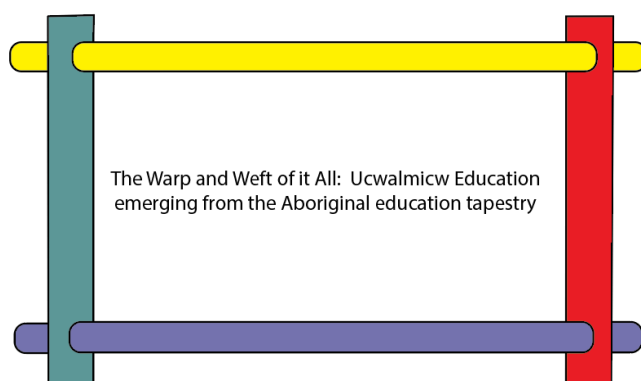 The Warp and Weft of it All:  Ucwalmicw Education
emerging from the Aboriginal education tapestry